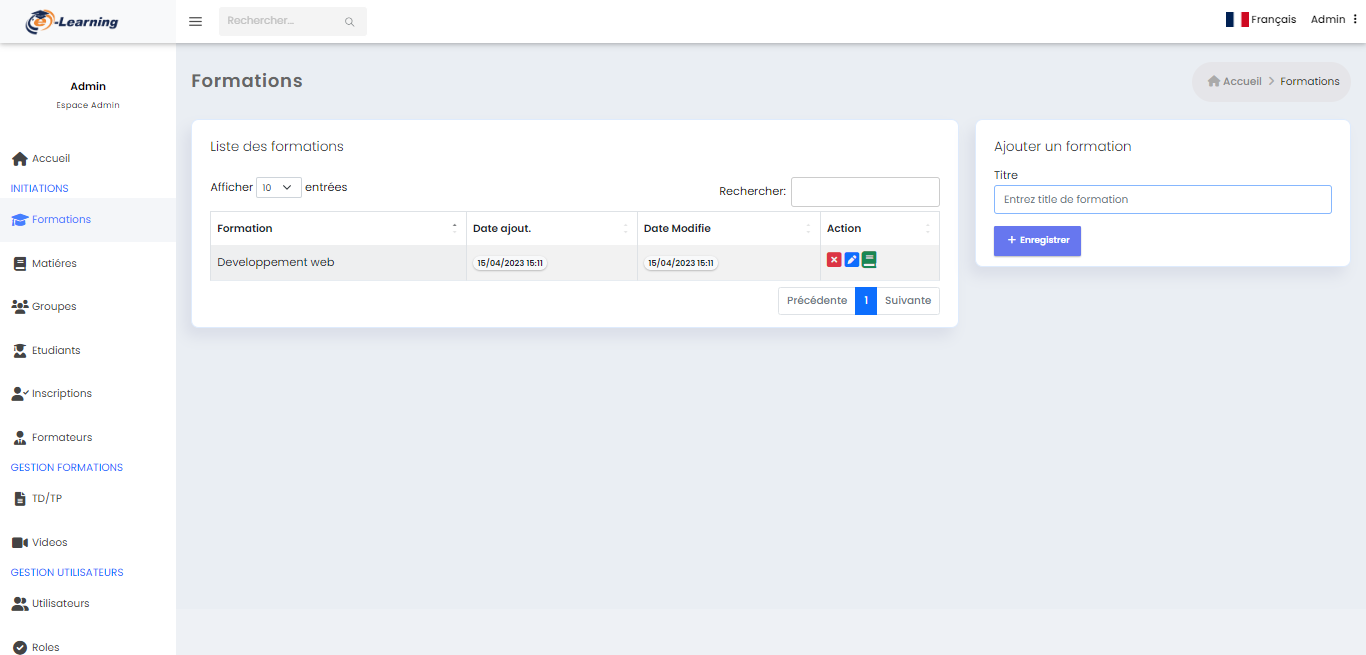 e-Learning
Rechercher...
Français
Admin
Admin
Espace Admin
Accueil
INITIATIONS
Formations
Matiéres
Groupes
Etudiants
Inscriptions
Formateurs
GESTION FORMATIONS
TD/TP
Videos
GESTION UTILISATEURS
Utilisateurs
Roles
Formations
Accueil > Formations
Liste des formations
Afficher 10 entrées
Rechercher:
Formation Date ajout. Date Modifie Action
Developpement web 15/04/2023 15:11 15/04/2023 15:11
Précédente 1 Suivante
Ajouter un formation
Titre
Entrez title de formation
+ Enregistrer